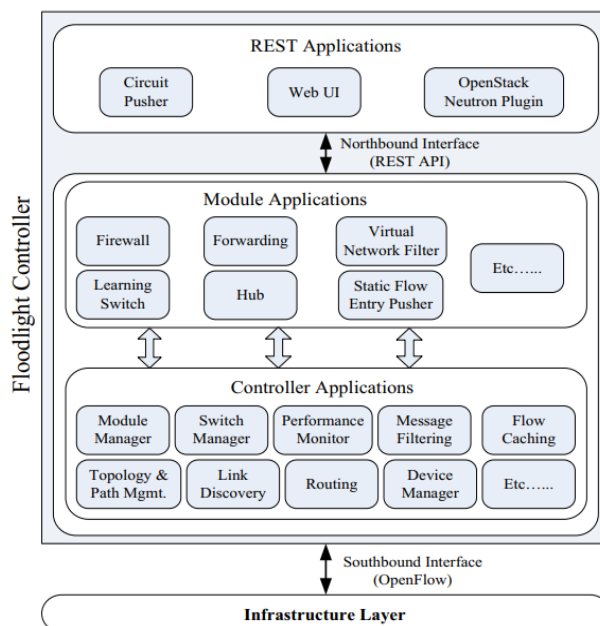 REST Applications
Circuit
Pusher
Web UI
OpenStack
Neutron Plugin
Northbound Interface
(REST API)
Floodlight Controller
Module Applications
Firewall
Forwarding
Virtual
Network Filter
Etc…...
Learning
Switch
Hub
Static Flow
Entry Pusher
Controller Applications
Module
Manager
Switch
Manager
Performance
Monitor
Message
Filtering
Flow
Caching
Topology &
Path Mgmt.
Link
Discovery
Routing
Device
Manager
Etc…...
Southbound Interface
(OpenFlow)
Infrastructure Layer